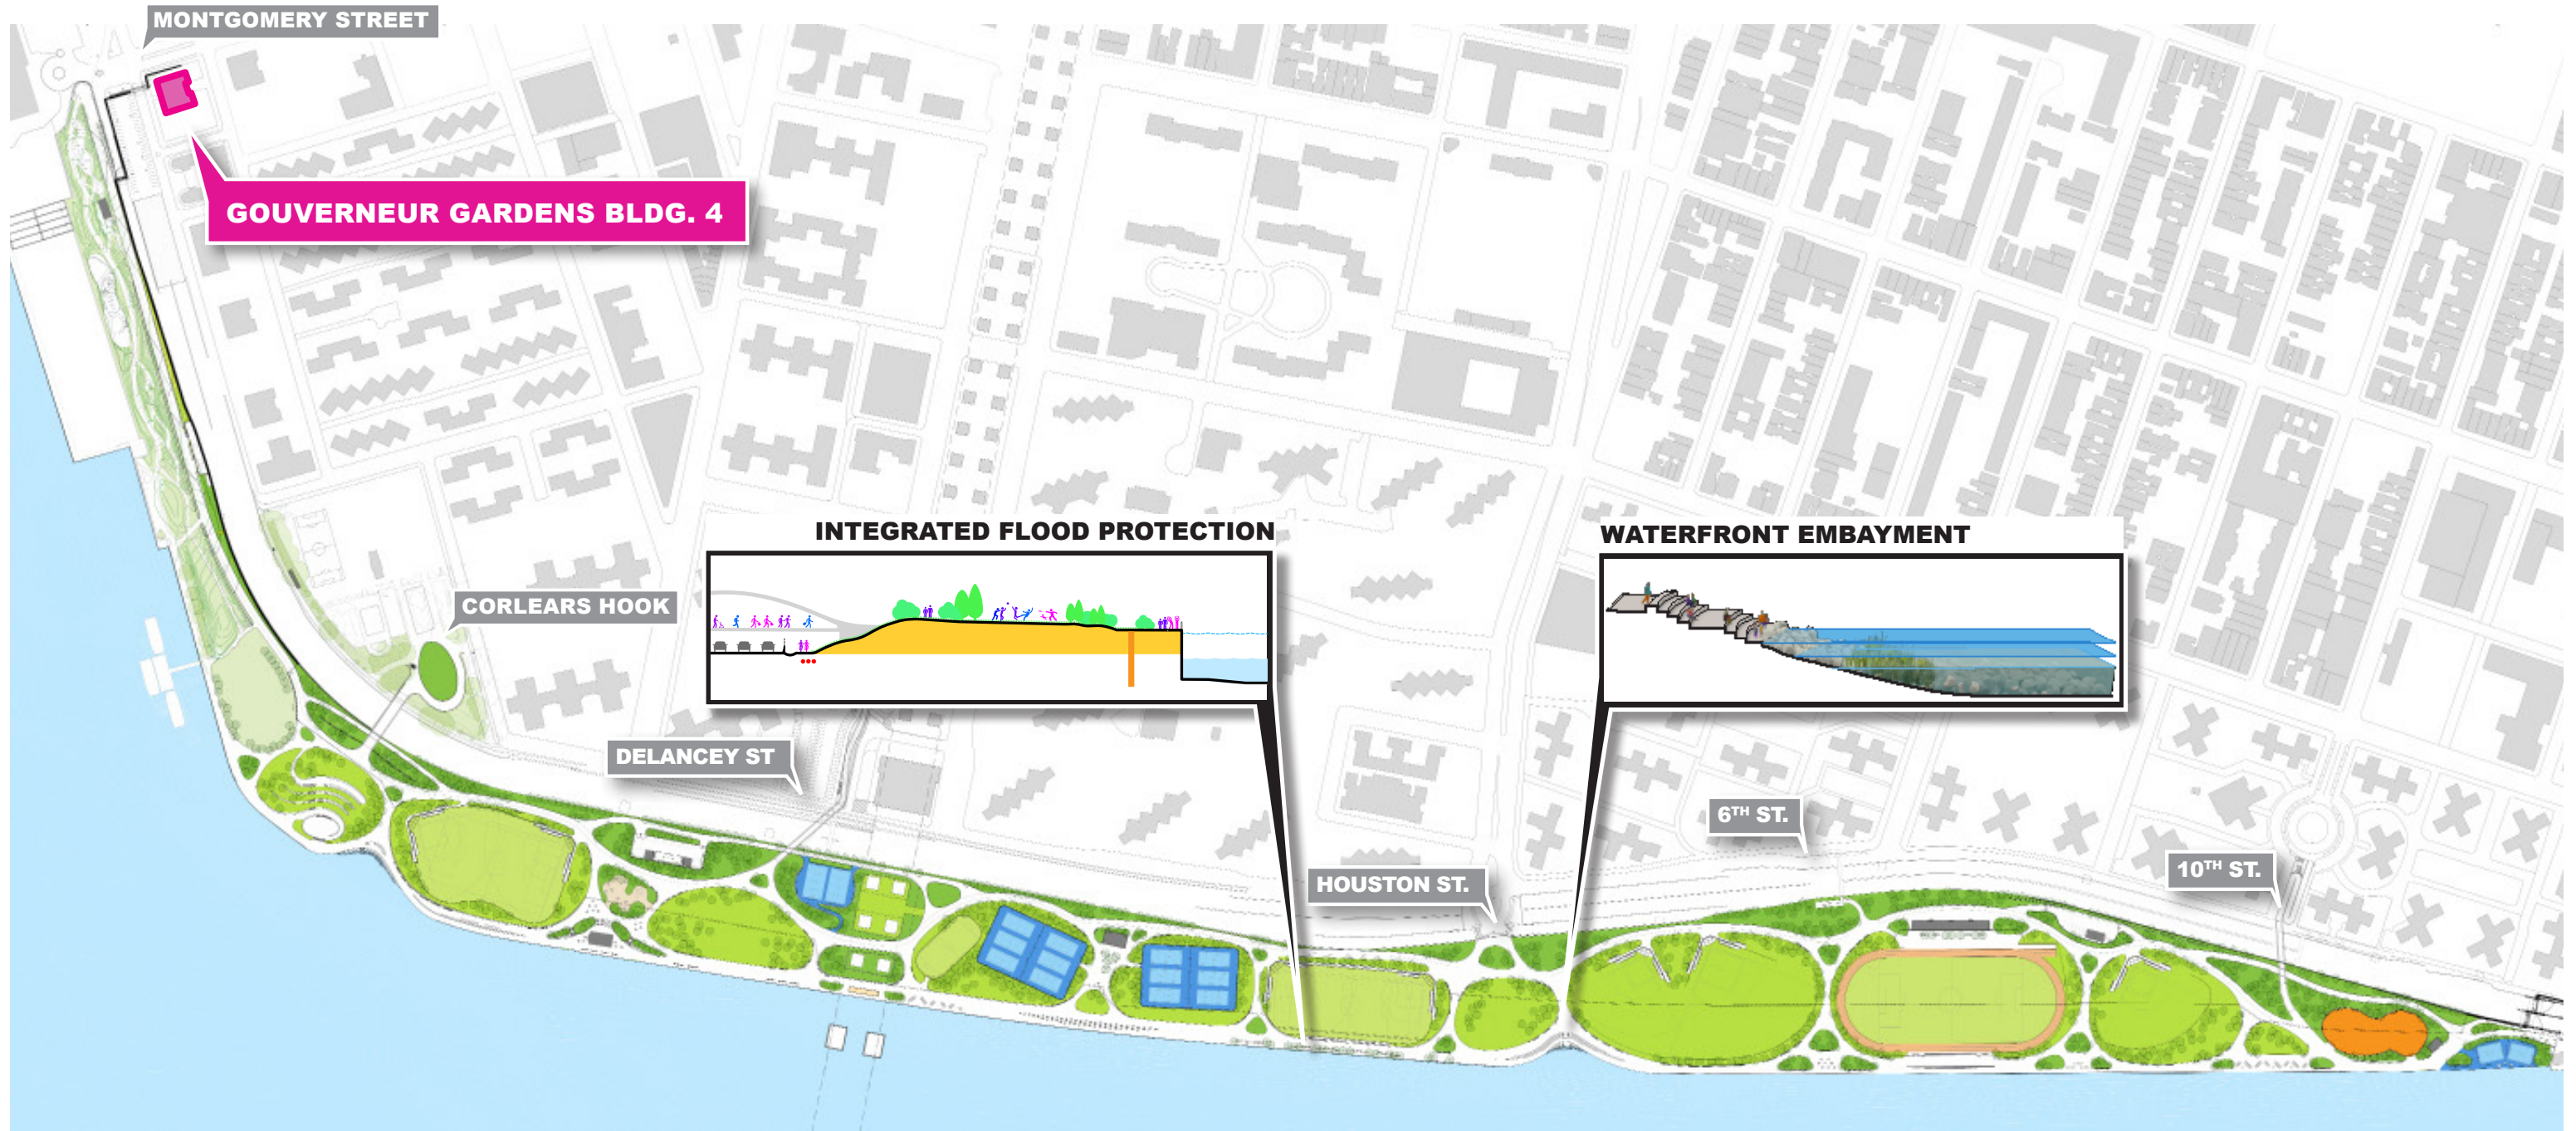 MONTGOMERY STREET
GOUVERNEUR GARDENS BLDG. 4
INTEGRATED FLOOD PROTECTION
WATERFRONT EMBAYMENT
CORLEARS HOOK
DELANCEY ST
6TH ST.
HOUSTON ST.
10TH ST.